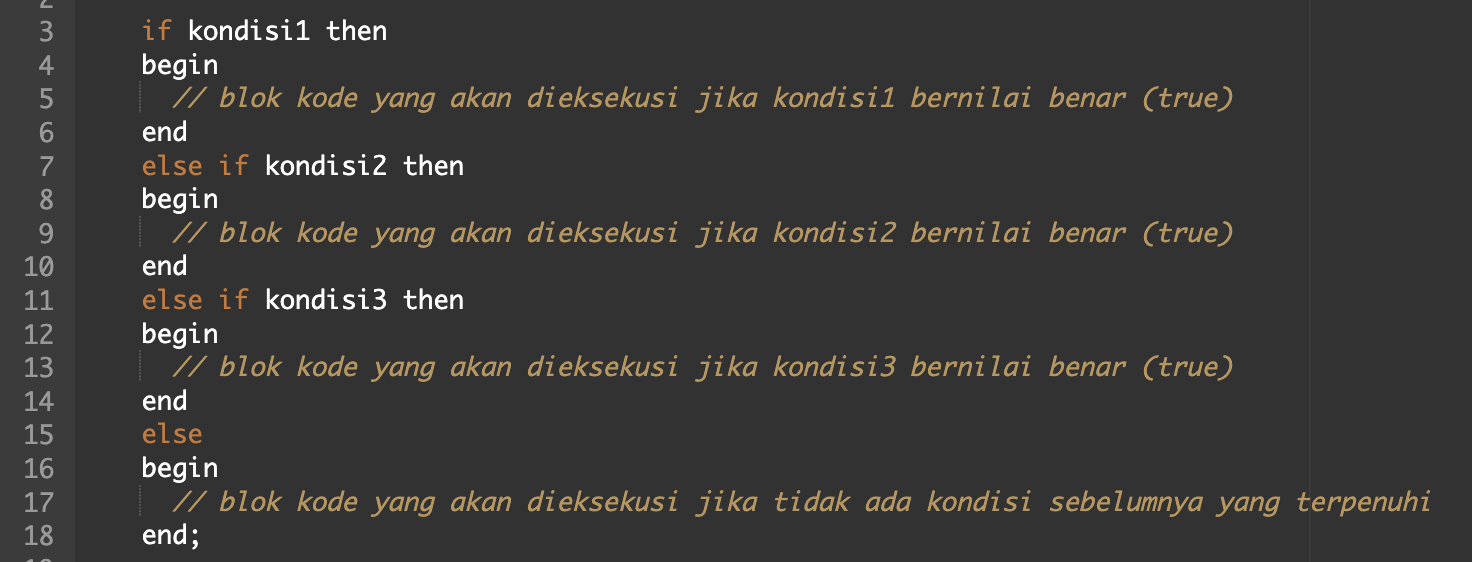 3 if kondisi1 then
4 begin
5 // blok kode yang akan dieksekusi jika kondisi1 bernilai benar (true)
6 end
7 else if kondisi2 then
8 begin
9 // blok kode yang akan dieksekusi jika kondisi2 bernilai benar (true)
10 end
11 else if kondisi3 then
12 begin
13 // blok kode yang akan dieksekusi jika kondisi3 bernilai benar (true)
14 end
15 else
16 begin
17 // blok kode yang akan dieksekusi jika tidak ada kondisi sebelumnya yang terpenuhi
18 end;